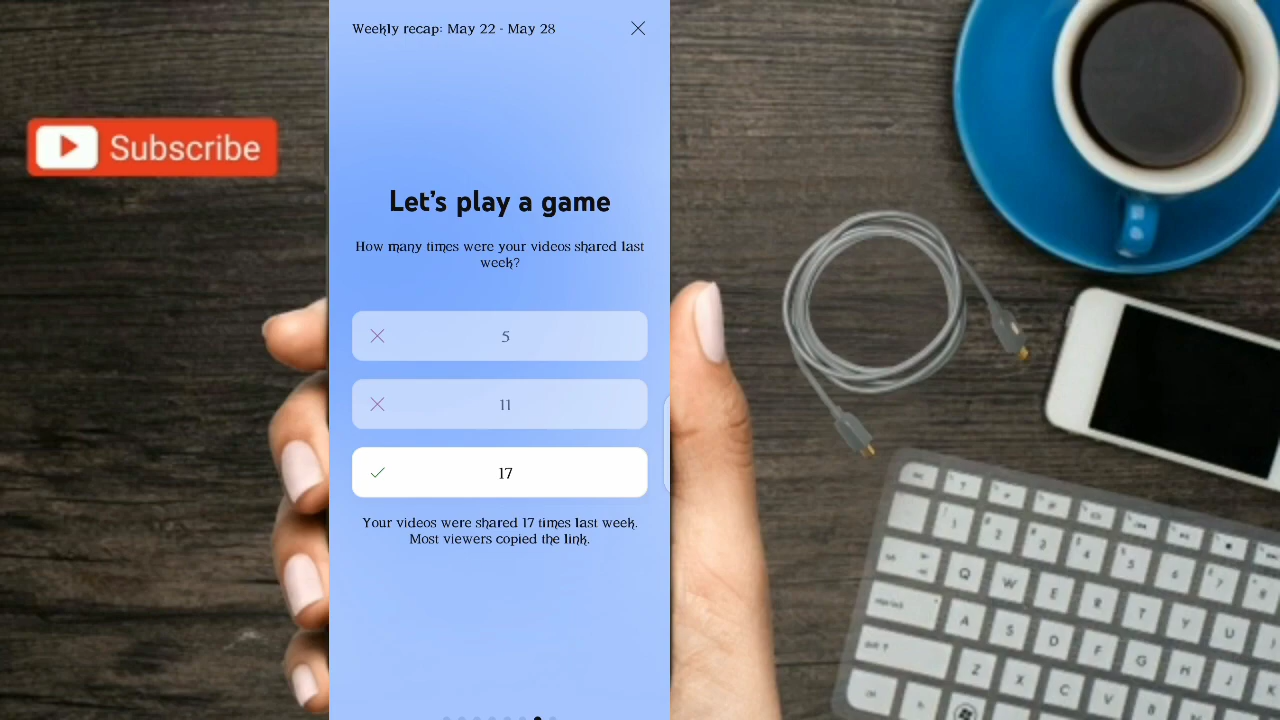 Weekly recap: May 22 - May 28
Subscribe
Let's play a game
How many times were your videos shared last
week?
5
11
17
Your videos were shared 17 times last week.
Most viewers copied the link.
Q W E R T Y U
A S D F G H J K
Z X C V B